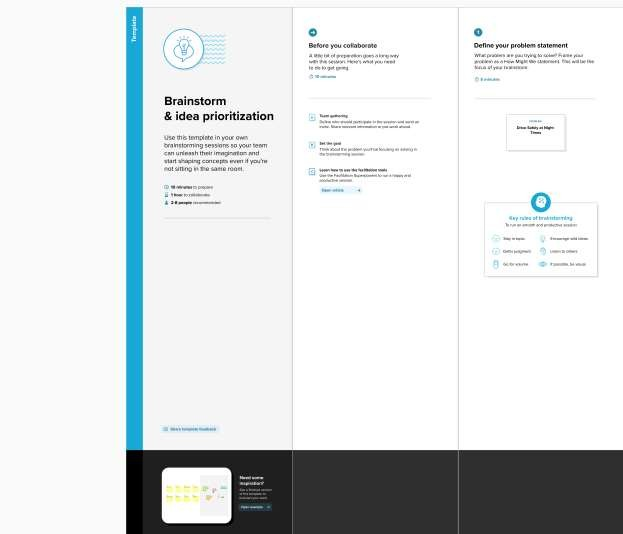 Template
Brainstorm
& idea prioritization
Use this template in your own
brainstorming sessions so your team
can unleash their imagination and
start shaping concepts even if you're
not sitting in the same room.
10 minutes to prepare
1 hour to collaborate
2-8 people recommended
Share template feedback
Need some
inspiration?
See a finished version
of this template to
kickstart your work.
Open example
Before you collaborate
A little bit of preparation goes a long way
with this session. Here's what you need
to do to get going.
10 minutes
Team gathering
Define who should participate in the session and send an
invite. Share relevant information or pre-work ahead.
Set the goal
Think about the problem you'll be focusing on solving in
the brainstorming session.
Learn how to use the facilitation tools
Use the Facilitation Superpowers to run a happy and
productive session.
Open article
1
Define your problem statement
What problem are you trying to solve? Frame your
problem as a How Might We statement. This will be the
focus of your brainstorm.
5 minutes
PROBLEM
Drive Safely at Night
Times
Key rules of brainstorming
To run an smooth and productive session
Stay in topic.
Encourage wild ideas.
Defer judgment.
Listen to others.
Go for volume.
If possible, be visual.